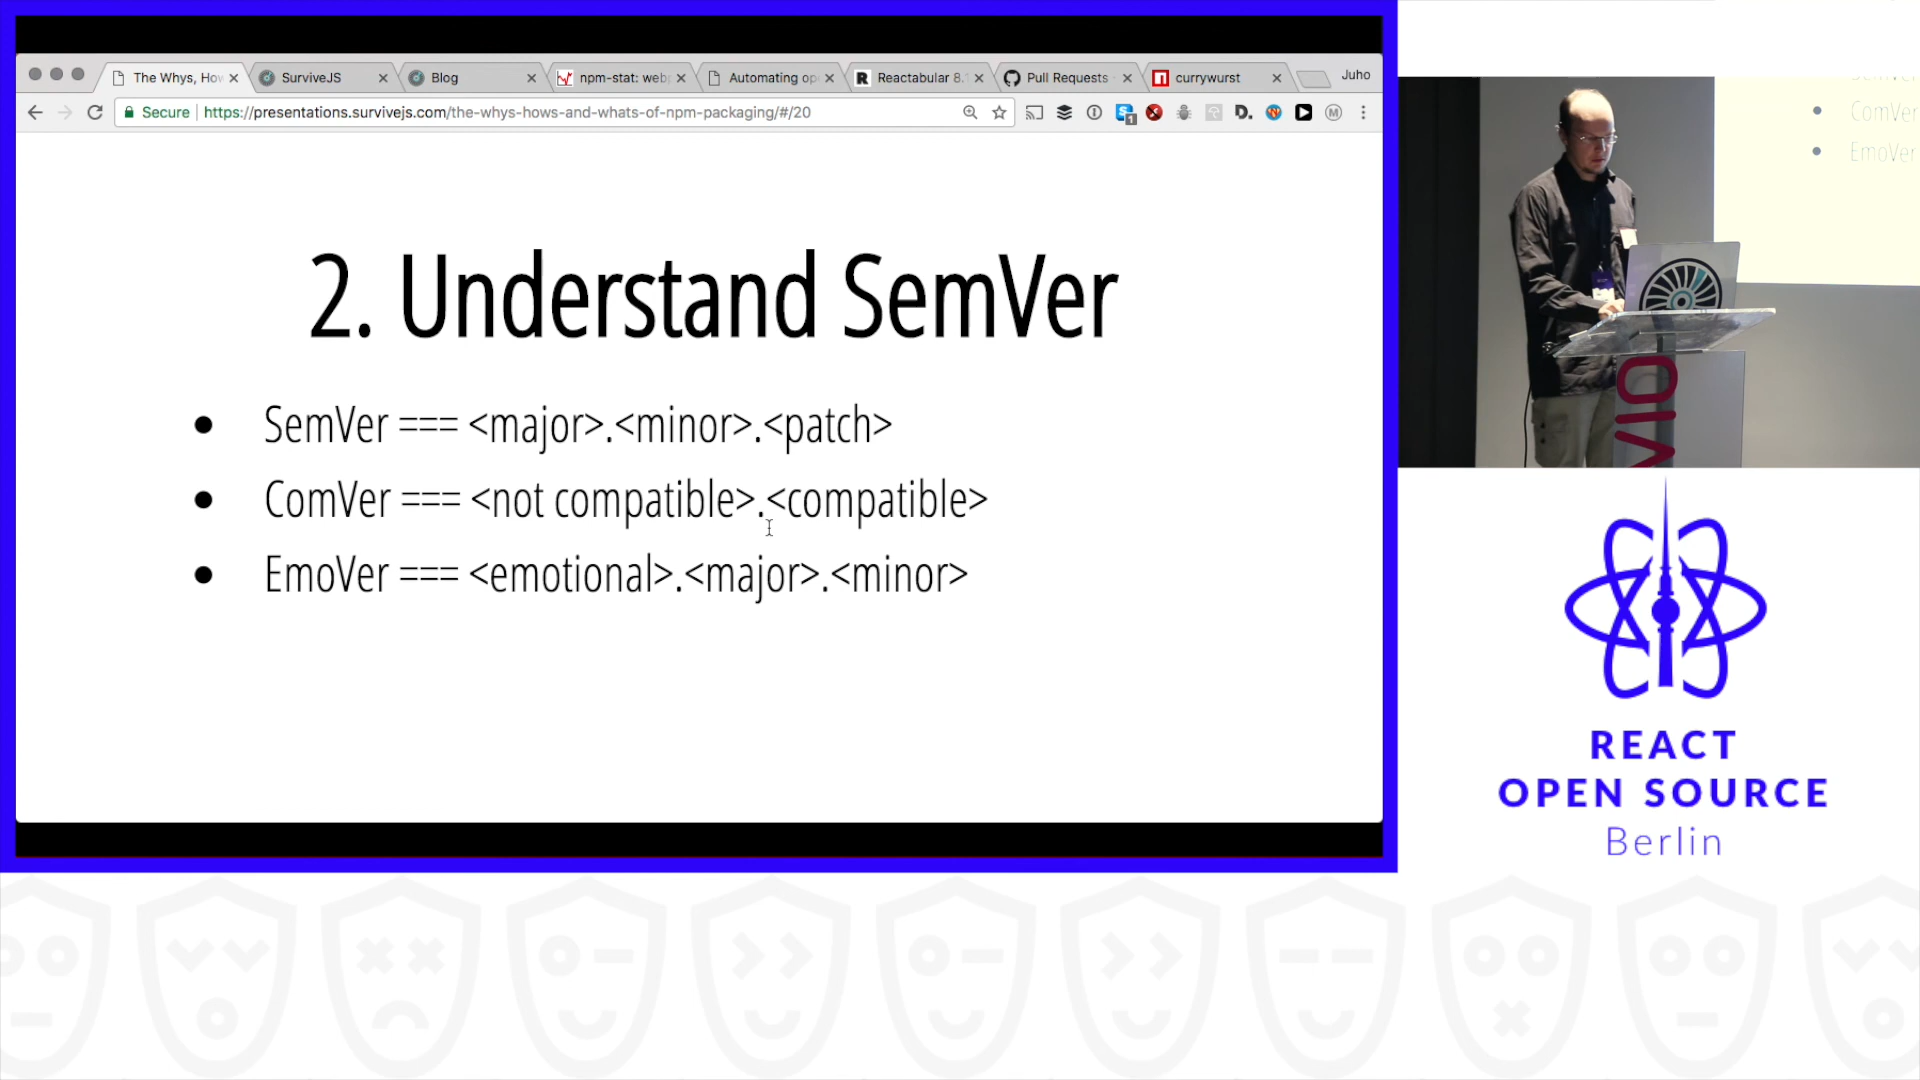 The Whys, Ho
SurviveJS
Blog
npm-stat: web
Automating op
Reactabular 8.
Pull Requests
currywurst
Juho
Secure
https://presentations.survivejs.com/the-whys-hows-and-whats-of-npm-packaging/#/20
2. Understand SemVer
• SemVer === <major>.<minor>.<patch>
• ComVer === <not compatible>.<compatible>
• EmoVer === <emotional>.<major>.<minor>
SemVer
• ComVer
• EmoVer
REACT
OPEN SOURCE
Berlin